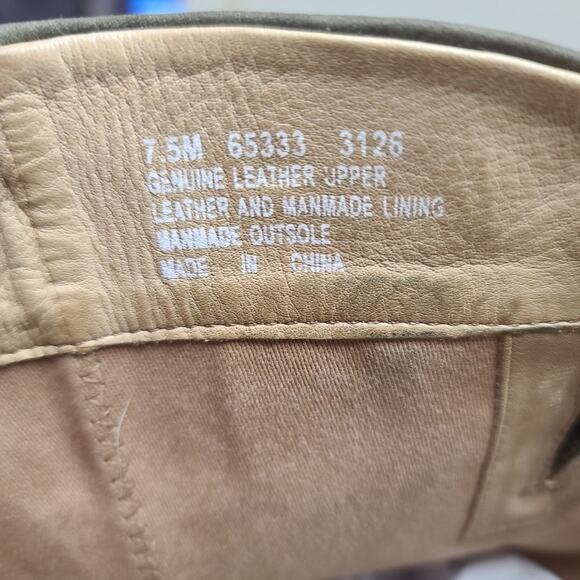 7.5M 65333 3126
GENUINE LEATHER UPPER
LEATHER AND MANMADE LINING
MANMADE OUTSOLE
MADE IN CHINA